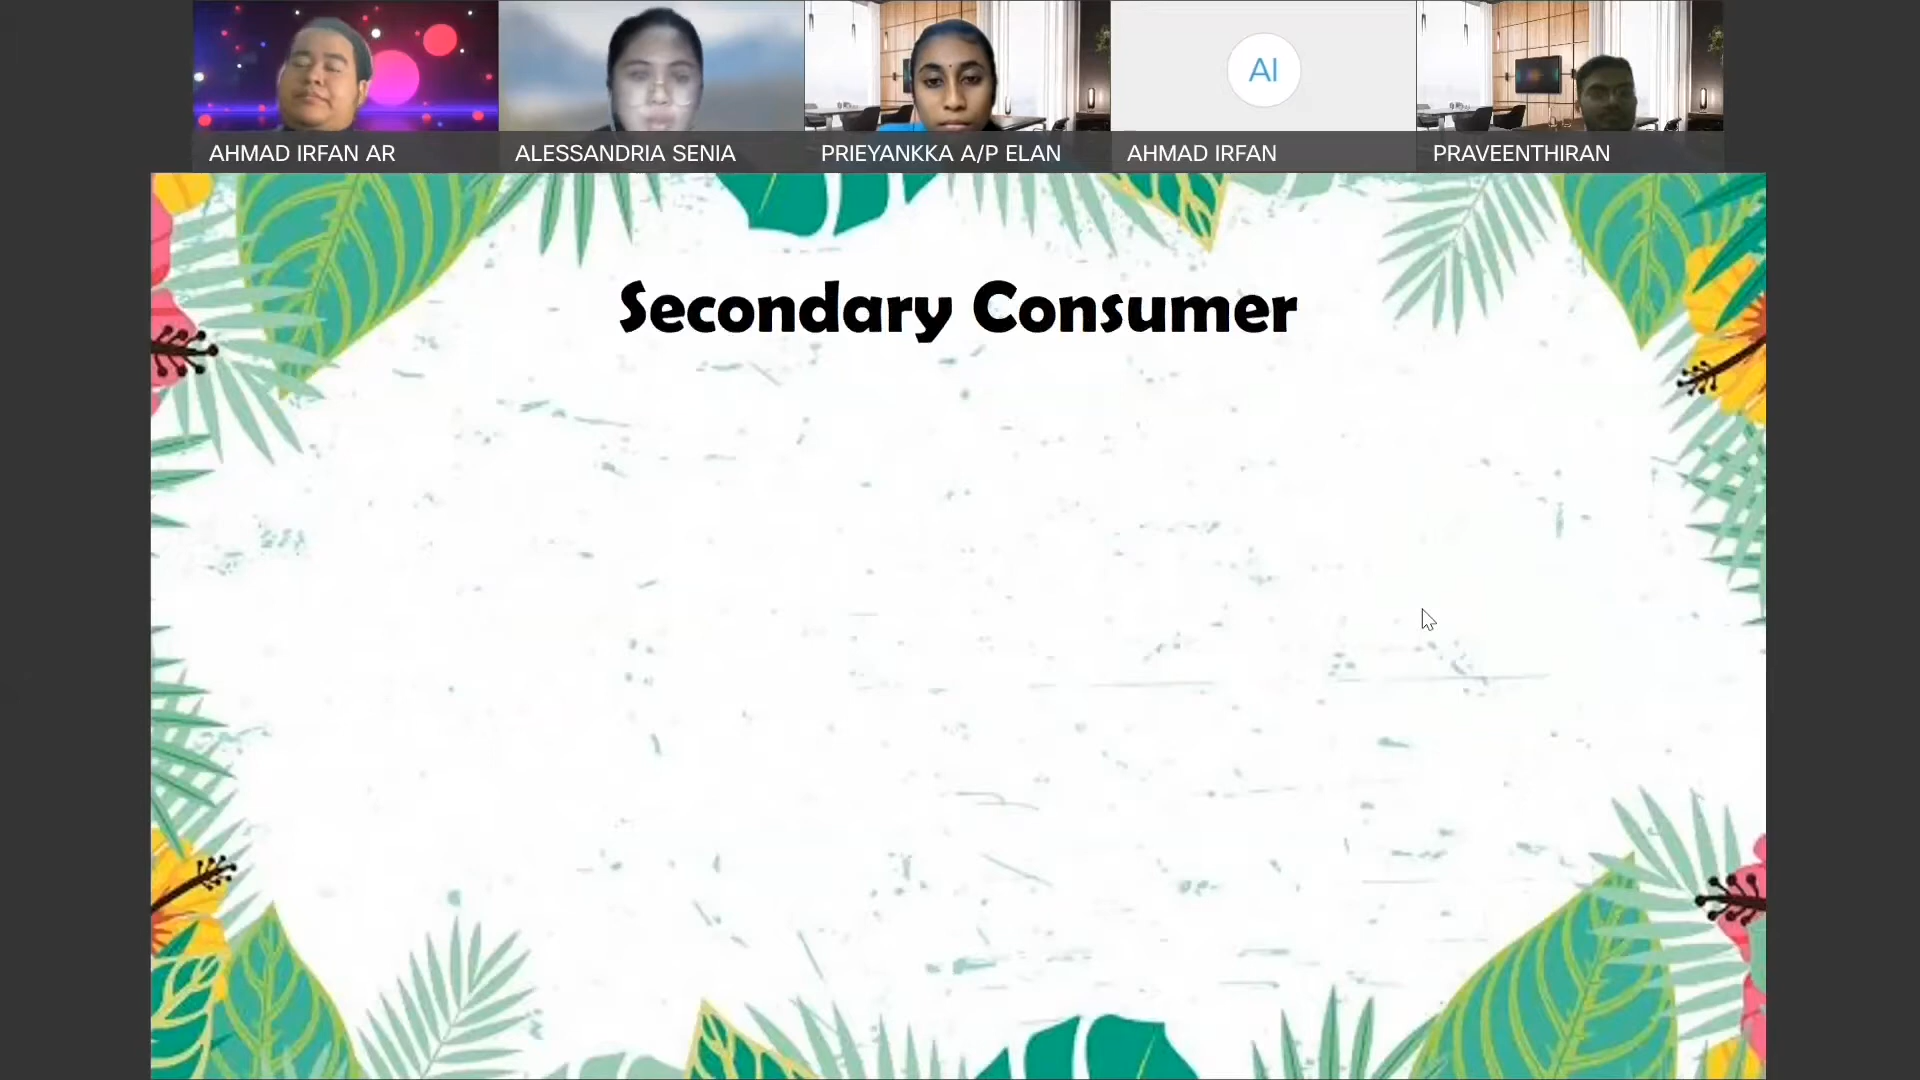 AHMAD IRFAN AR
ALESSANDRIA SENIA
PRIEYANKKA A/P ELAN
AI
AHMAD IRFAN
PRAVEENTHIRAN
Secondary Consumer